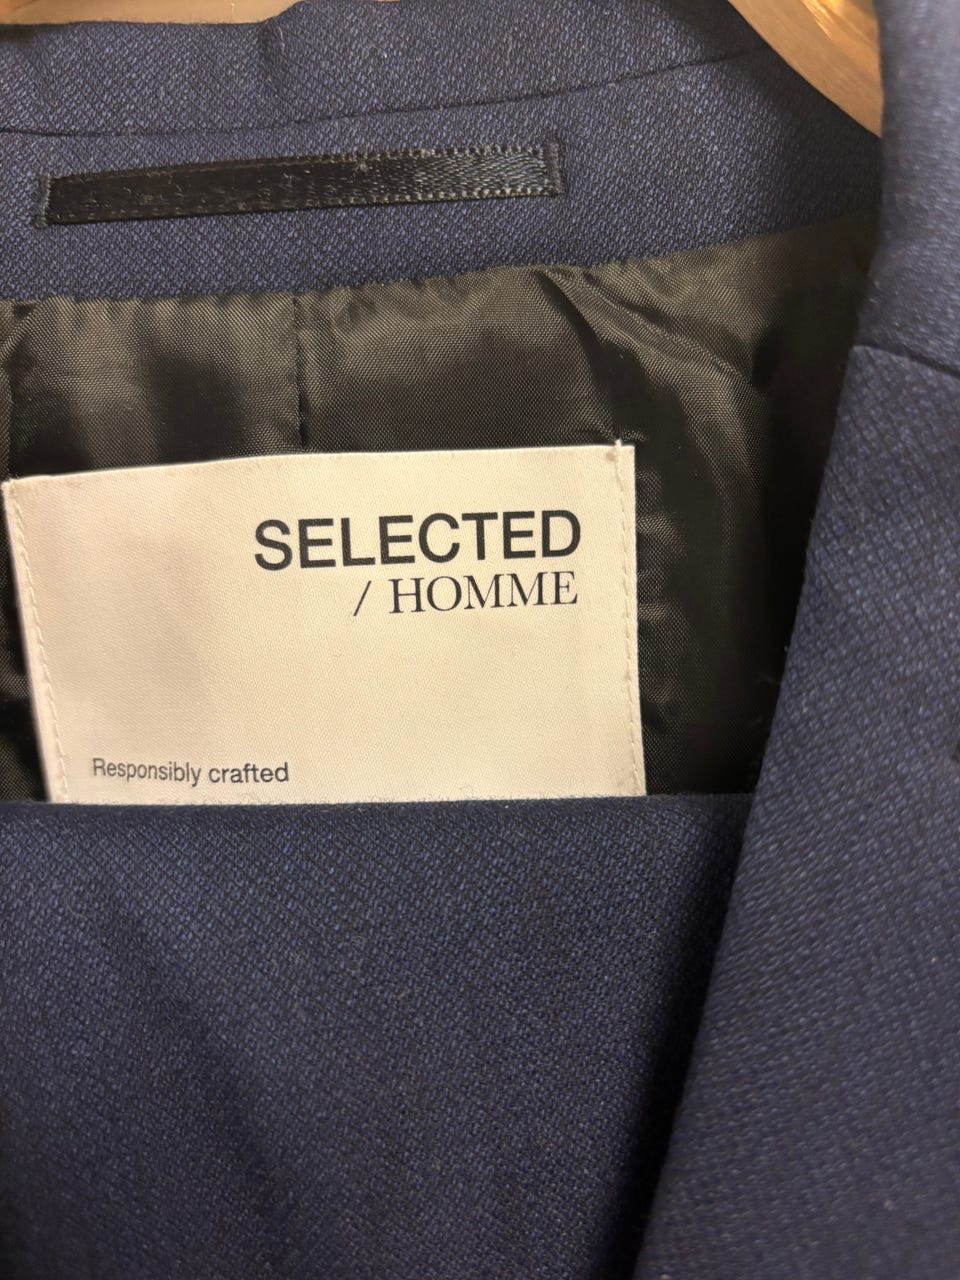 SELECTED
/ HOMME
Responsibly crafted